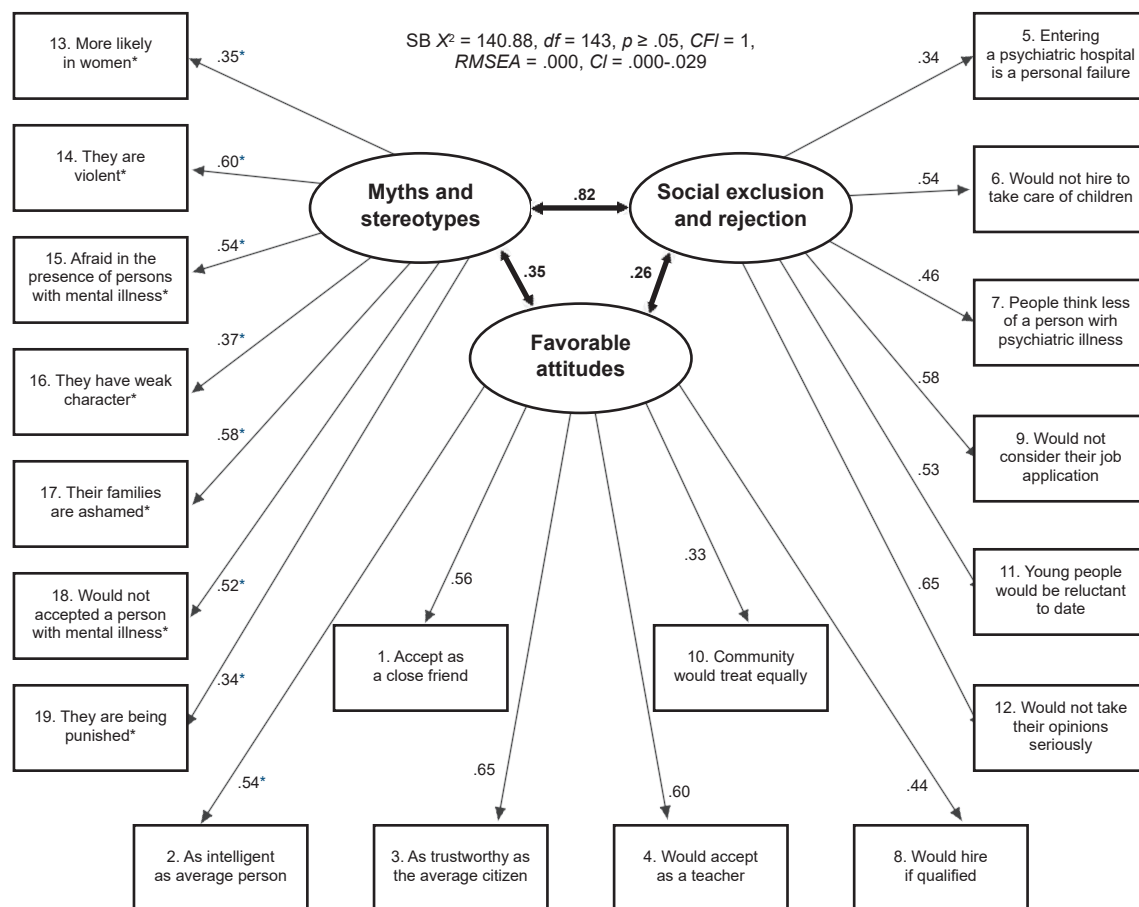 SB X² = 140.88, df = 143, p ≥ .05, CFI = 1,
RMSEA = .000, CI = .000-.029
13. More likely
in women*
14. They are
violent*
15. Afraid in the
presence of persons
with mental illness*
16. They have weak
character*
17. Their families
are ashamed*
18. Would not
accepted a person
with mental illness*
19. They are being
punished*
.35*
.60*
.54*
.37*
.58*
.52*
.34*
Myths and
stereotypes
.82
Social exclusion
and rejection
.35
.26
Favorable
attitudes
.34
.54
.46
.58
.53
.65
5. Entering
a psychiatric hospital
is a personal failure
6. Would not hire to
take care of children
7. People think less
of a person wirh
psychiatric illness
9. Would not
consider their job
application
11. Young people
would be reluctant
to date
12. Would not take
their opinions
seriously
.56
.33
1. Accept as
a close friend
10. Community
would treat equally
.54*
.65
.60
.44
2. As intelligent
as average person
3. As trustworthy as
the average citizen
4. Would accept
as a teacher
8. Would hire
if qualified